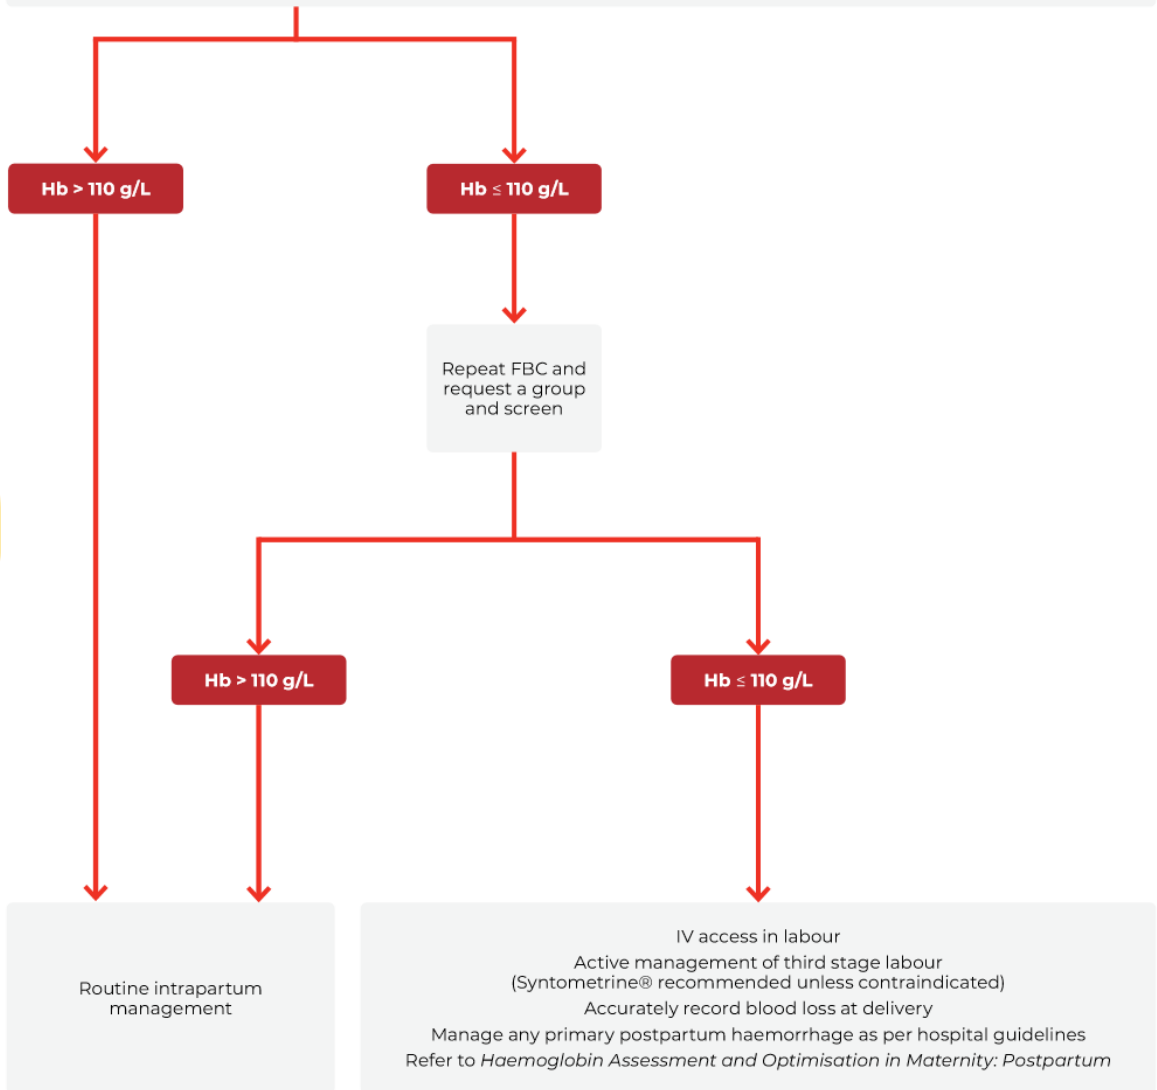 Hb > 110 g/L
Hb ≤ 110 g/L
Repeat FBC and
request a group
and screen
Hb > 110 g/L
Hb ≤ 110 g/L
Routine intrapartum
management
IV access in labour
Active management of third stage labour
(Syntometrine® recommended unless contraindicated)
Accurately record blood loss at delivery
Manage any primary postpartum haemorrhage as per hospital guidelines
Refer to Haemoglobin Assessment and Optimisation in Maternity: Postpartum